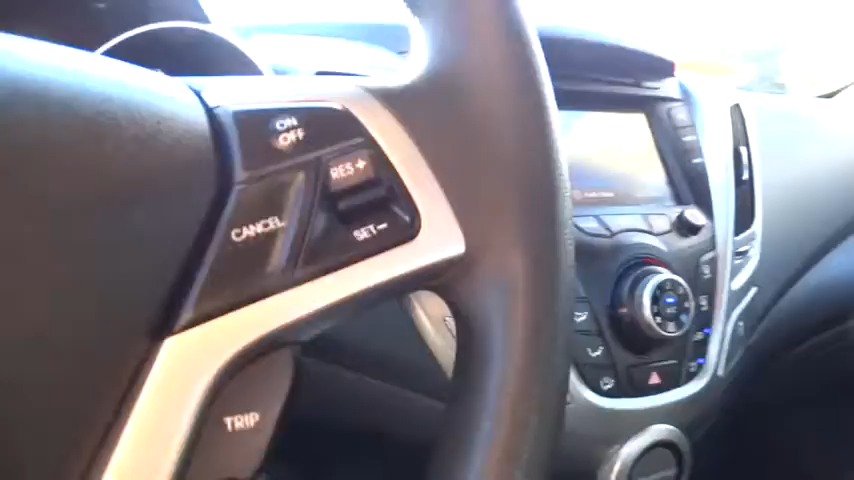 ON
OFF
RES +
CANCEL
SET−
TRIP